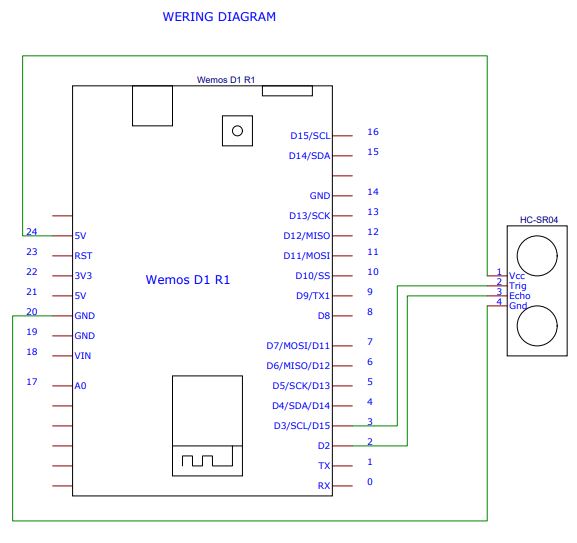 WERING DIAGRAM
Wemos D1 R1
D15/SCL 16
D14/SDA 15
GND 14
D13/SCK 13
HC-SR04
24 5V
D12/MISO 12
23 RST
D11/MOSI 11
22 3V3
Wemos D1 R1
D10/SS 10
1 Vcc
2 Trig
21 5V
D9/TX1 9
3 Echo
4 Gnd
20 GND
D8 8
19 GND
D7/MOSI/D11 7
18 VIN
D6/MISO/D12 6
17 A0
D5/SCK/D13 5
D4/SDA/D14 4
D3/SCL/D15 3
D2 2
TX 1
RX 0